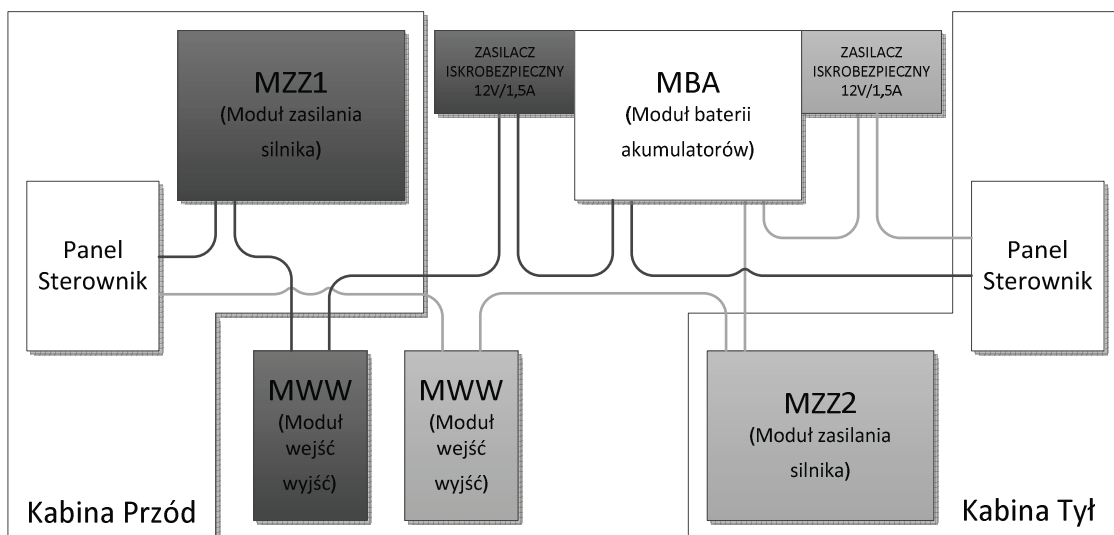 MZZ1
(Moduł zasilania
silnika)
ZASILACZ
ISKROBEZPIECZNY
12V/1,5A
MBA
(Moduł baterii
akumulatorów)
ZASILACZ
ISKROBEZPIECZNY
12V/1,5A
Panel
Sterownik
Panel
Sterownik
MWW
(Moduł
wejść
wyjść)
MWW
(Moduł
wejść
wyjść)
MZZ2
(Moduł zasilania
silnika)
Kabina Przód
Kabina Tył